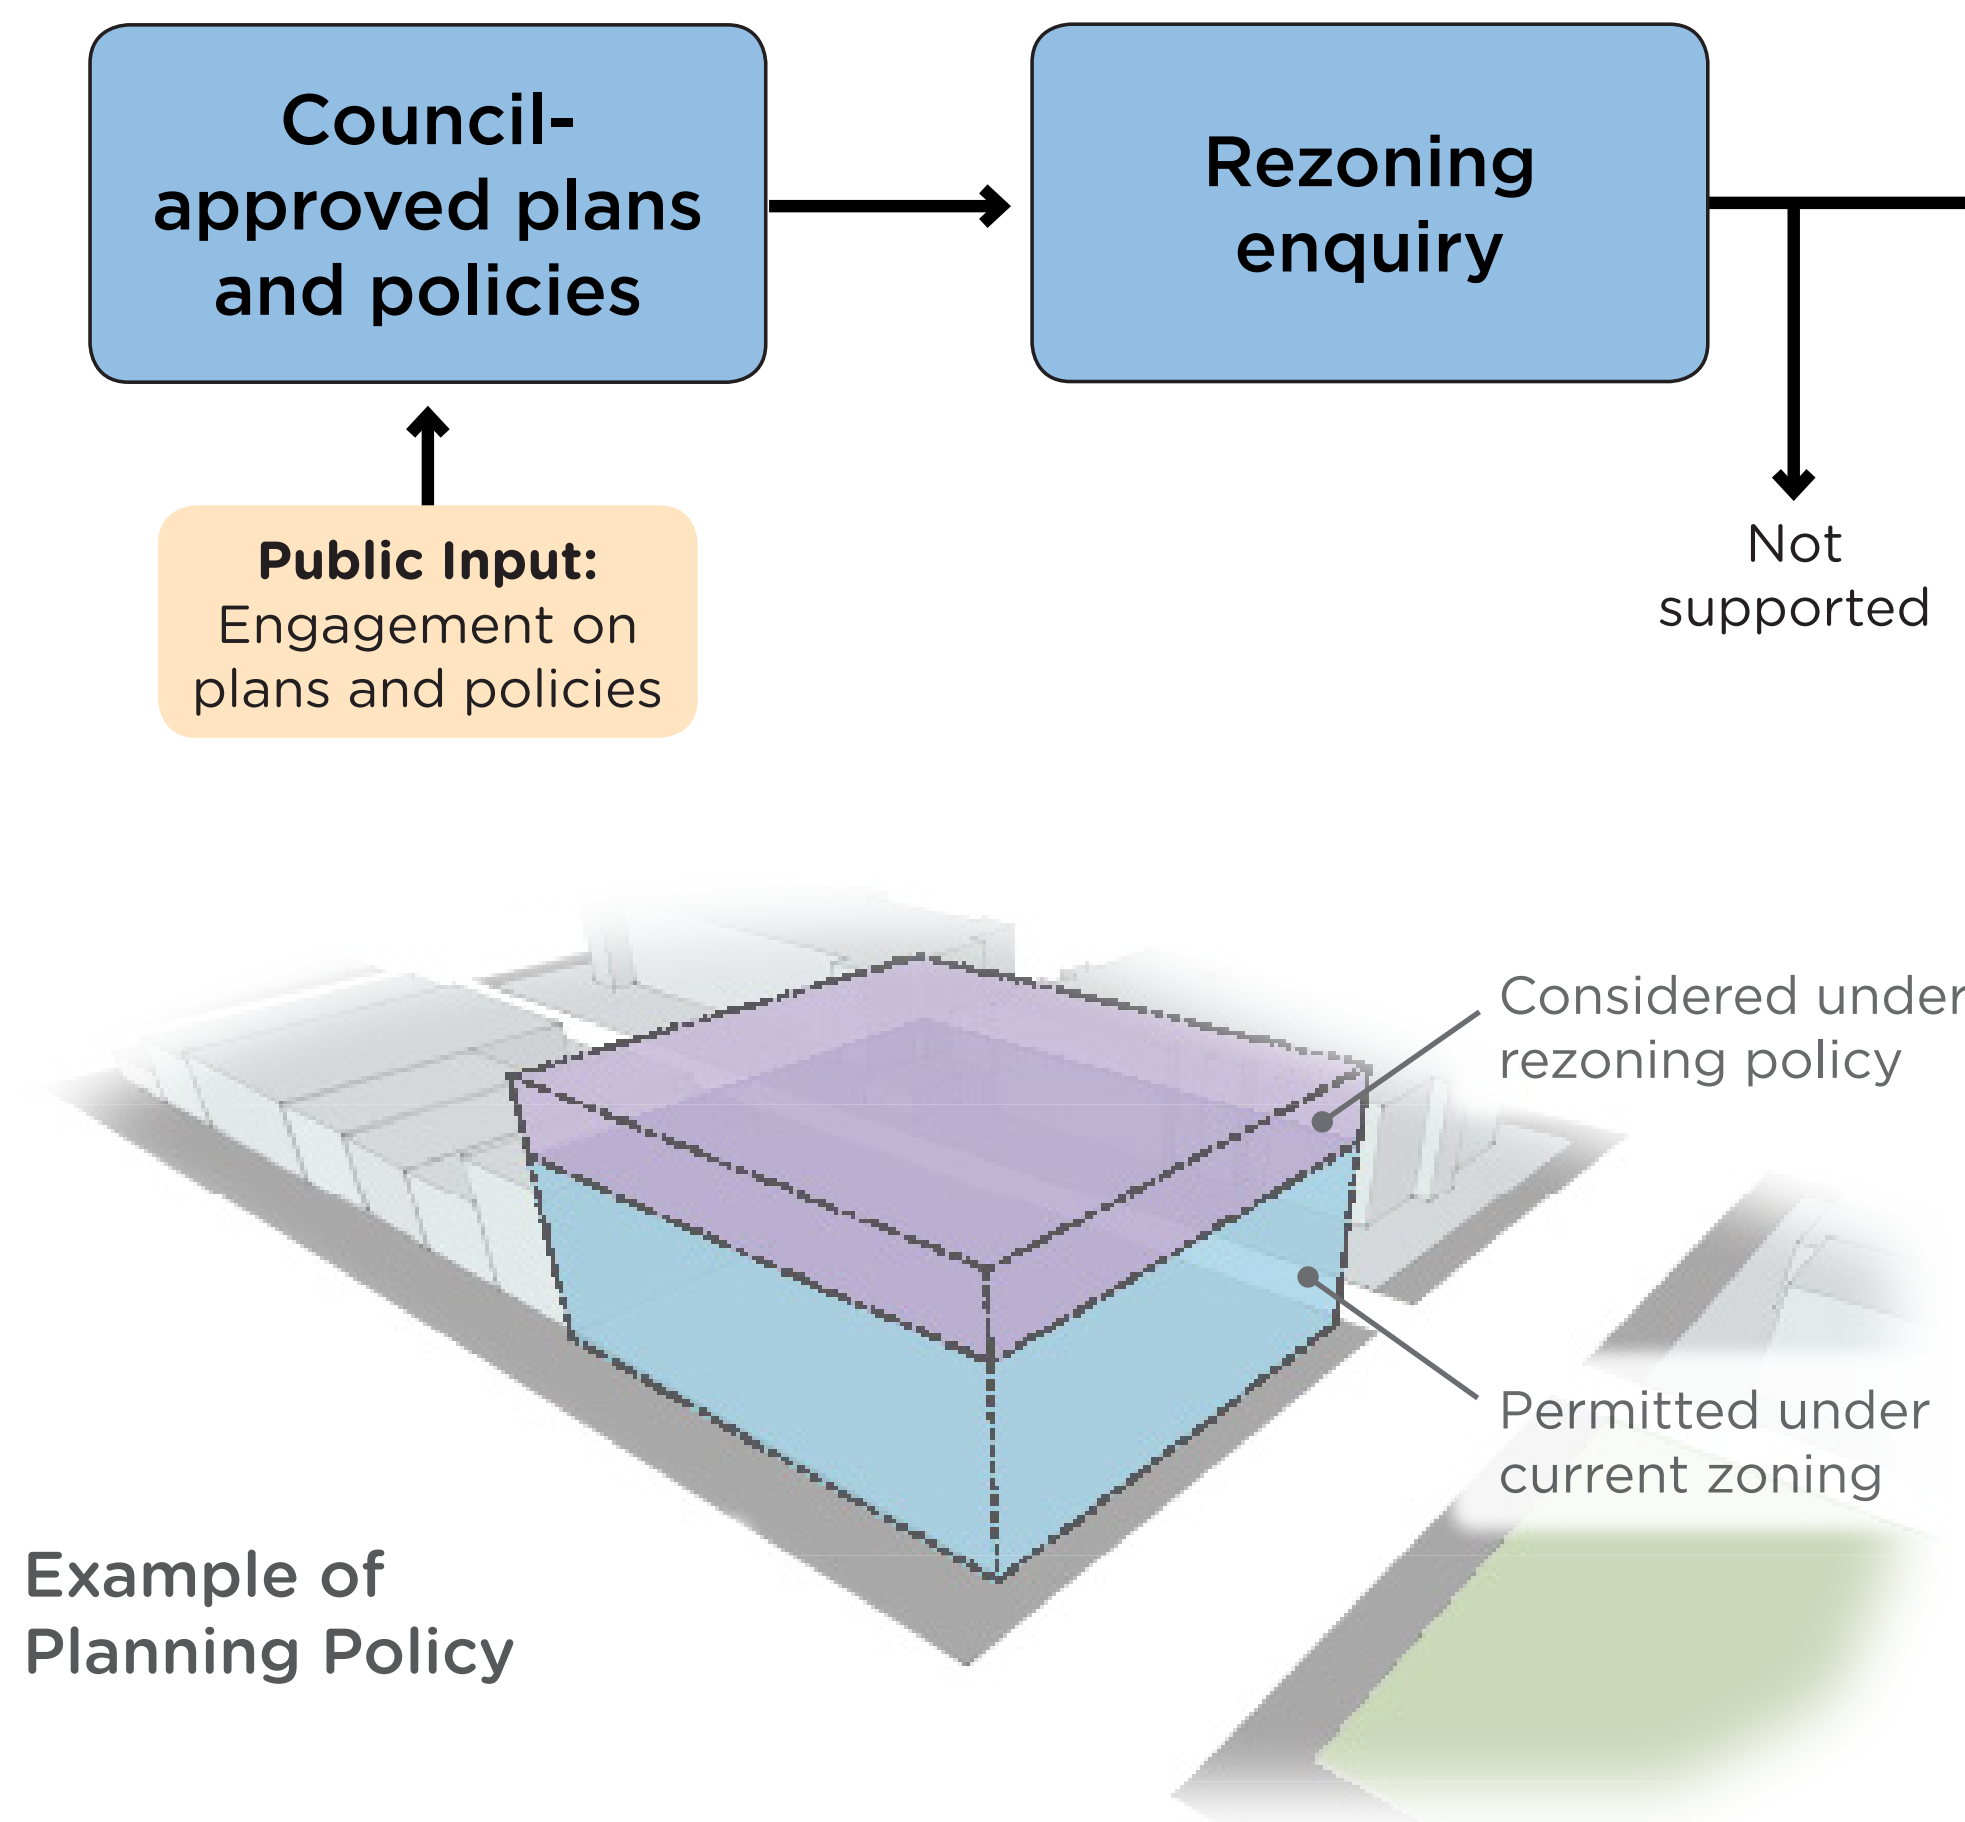 Council-
approved plans
and policies
Rezoning
enquiry
Public Input:
Engagement on
plans and policies
Not
supported
Considered under
rezoning policy
Permitted under
current zoning
Example of
Planning Policy